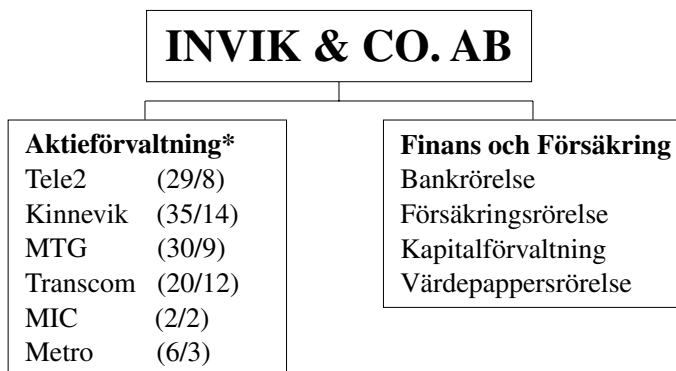 INVIK & CO. AB
Aktieförvaltning*
Tele2 (29/8)
Kinnevik (35/14)
MTG (30/9)
Transcom (20/12)
MIC (2/2)
Metro (6/3)
Finans och Försäkring
Bankrörelse
Försäkringsrörelse
Kapitalförvaltning
Värdepappersrörelse